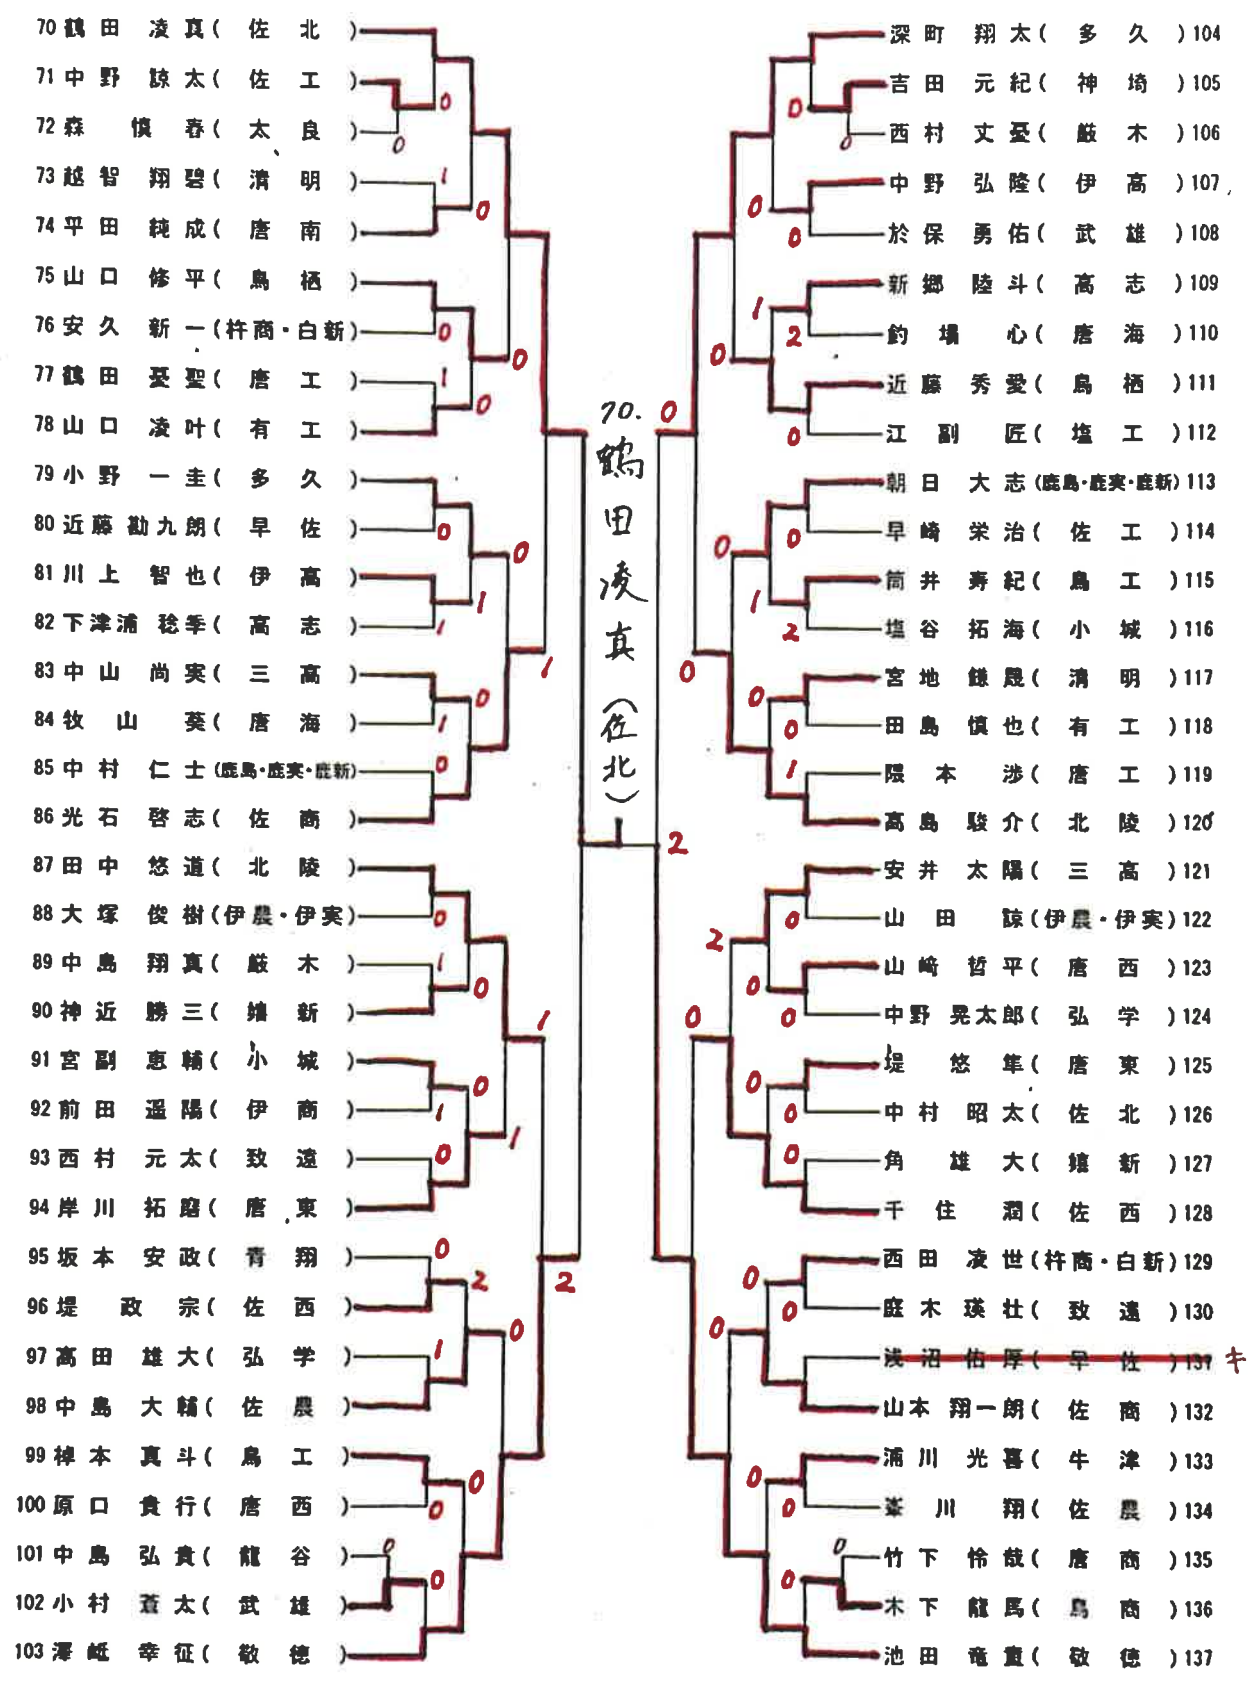 70 鶴田 凌真(佐北)
71 中野 諒太(佐工)
72 森 慎春(太良)
73 越智 翔碧(清明)
74 平田 純成(唐南)
75 山口 修平(鳥栖)
76 安久 新一(杵商・白新)
77 鶴田 憂聖(唐工)
78 山口 凌叶(有工)
79 小野 一圭(多久)
80 近藤 勘九朗(早佐)
81 川上 智也(伊高)
82 下津浦 稔季(高志)
83 中山 尚実(三高)
84 牧山 葵(唐海)
85 中村 仁士(鹿島・鹿実・鹿新)
86 光石 啓志(佐商)
87 田中 悠道(北陵)
88 大塚 俊樹(伊農・伊実)
89 中島 翔真(厳木)
90 神近 勝三(嬉新)
91 宮副 恵輔(小城)
92 前田 遥陽(伊商)
93 西村 元太(致遠)
94 岸川 拓磨(唐東)
95 坂本 安政(青翔)
96 堤 政宗(佐西)
97 高田 雄大(弘学)
98 中島 大輔(佐農)
99 棹本 真斗(鳥工)
100 原口 貴行(唐西)
101 中島 弘貴(龍谷)
102 小村 蒼太(武雄)
103 澤 幸征(敬徳)
70. 鶴田凌真(佐北)
深町 翔太(多久)104
吉田 元紀(神埼)105
西村 丈憂(厳木)106
中野 弘隆(伊高)107
於保 勇佑(武雄)108
新郷 陸斗(高志)109
釣場 心(唐海)110
近藤 秀愛(鳥栖)111
江副 匠(塩工)112
朝日 大志(鹿島・鹿実・鹿新)113
早崎 栄治(佐工)114
筒井 寿紀(鳥工)115
塩谷 拓海(小城)116
宮地 鎌晟(清明)117
田島 慎也(有工)118
隈本 渉(唐工)119
高島 駿介(北陵)120
安井 太陽(三高)121
山田 諒(伊農・伊実)122
山﨑 哲平(唐西)123
中野 晃太郎(弘学)124
堤 悠隼(唐東)125
中村 昭太(佐北)126
角 雄大(嬉新)127
千住 潤(佐西)128
西田 凌世(杵商・白新)129
庭木 瑛壮(致遠)130
浅沼 佑厚(早佐)131 キ
山本 翔一朗(佐商)132
浦川 光喜(牛津)133
峯川 翔(佐農)134
竹下 怜哉(唐商)135
木下 龍馬(鳥商)136
池田 竜童(敬徳)137